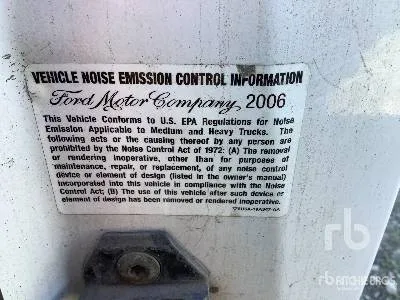 VEHICLE NOISE EMISSION CONTROL INFORMATION
Ford Motor Company 2006
This Vehicle Conforms to U.S. EPA Regulations for Noise
Emission Applicable to Medium and Heavy Trucks. The
following acts or the causing thereof by any person are
prohibited by the Noise Control Act of 1972: (A) The removal
or rendering inoperative, other than for purposes of
maintenance, repair, or replacement, of any noise control
device or element of design (listed in the owner's manual)
incorporated into this vehicle in compliance with the Noise
Control Act; (B) The use of this vehicle after such device or
element of design has been removed or rendered inoperative.
rb
rb RITCHIE BROS